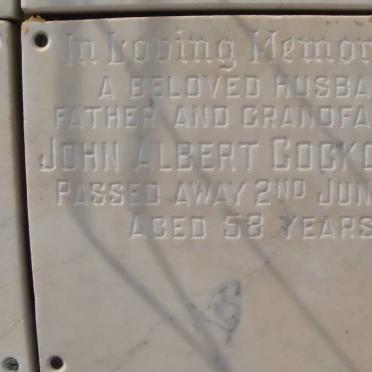 In Loving Memor
A BELOVED HUSBA
FATHER AND GRANDFA
JOHN ALBERT COCKC
PASSED AWAY 2ND JUN
AGED 58 YEARS